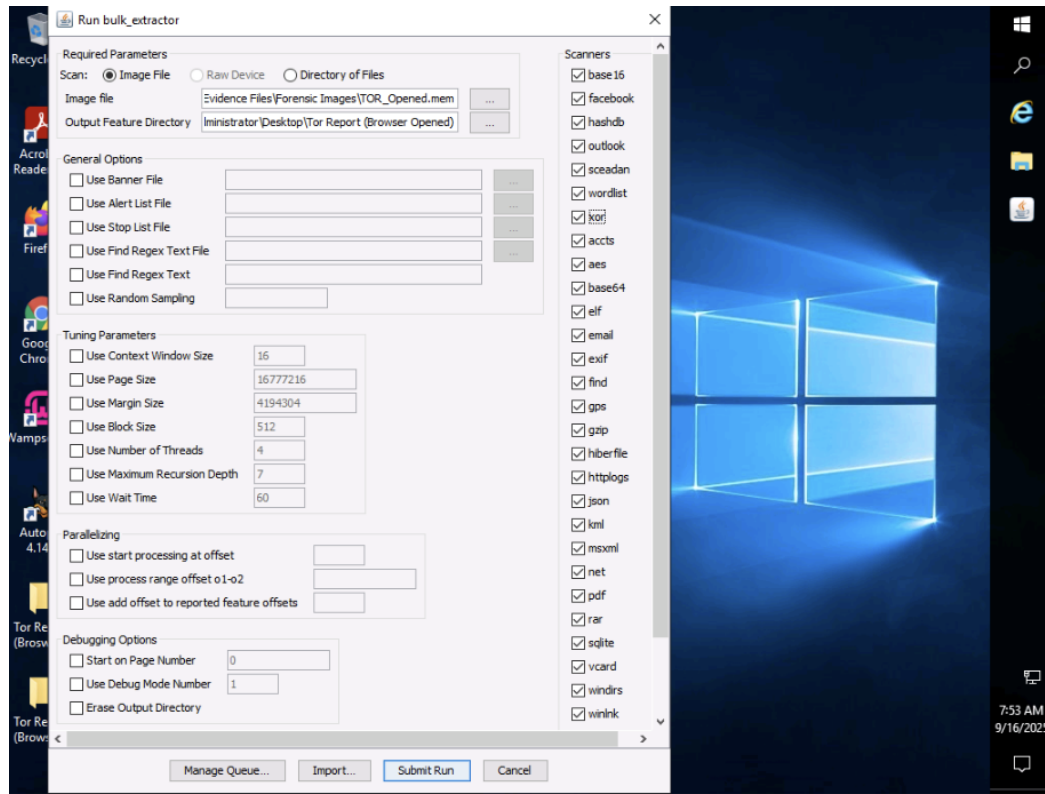 Run bulk_extractor
Required Parameters
Scan: Image File Raw Device Directory of Files
Image file Evidence Files\Forensic Images\TOR_Opened.mem ...
Output Feature Directory lministrator\Desktop\Tor Report (Browser Opened) ...
General Options
Use Banner File ...
Use Alert List File ...
Use Stop List File ...
Use Find Regex Text File ...
Use Find Regex Text
Use Random Sampling
Tuning Parameters
Use Context Window Size 16
Use Page Size 16777216
Use Margin Size 4194304
Use Block Size 512
Use Number of Threads 4
Use Maximum Recursion Depth 7
Use Wait Time 60
Parallelizing
Use start processing at offset
Use process range offset o1-o2
Use add offset to reported feature offsets
Debugging Options
Start on Page Number 0
Use Debug Mode Number 1
Erase Output Directory
Scanners
base16
facebook
hashdb
outlook
sceadan
wordlist
xor
accts
aes
base64
elf
email
exif
find
gps
gzip
hiberfile
httplogs
json
kml
msxml
net
pdf
rar
sqlite
vcard
windirs
winlnk
Manage Queue... Import... Submit Run Cancel
Recycl
Acrol
Reade
Firef
Goog
Chro
Wamps
Auto
4.14
Tor Re
(Brosw
Tor Re
(Brows
7:53 AM
9/16/202